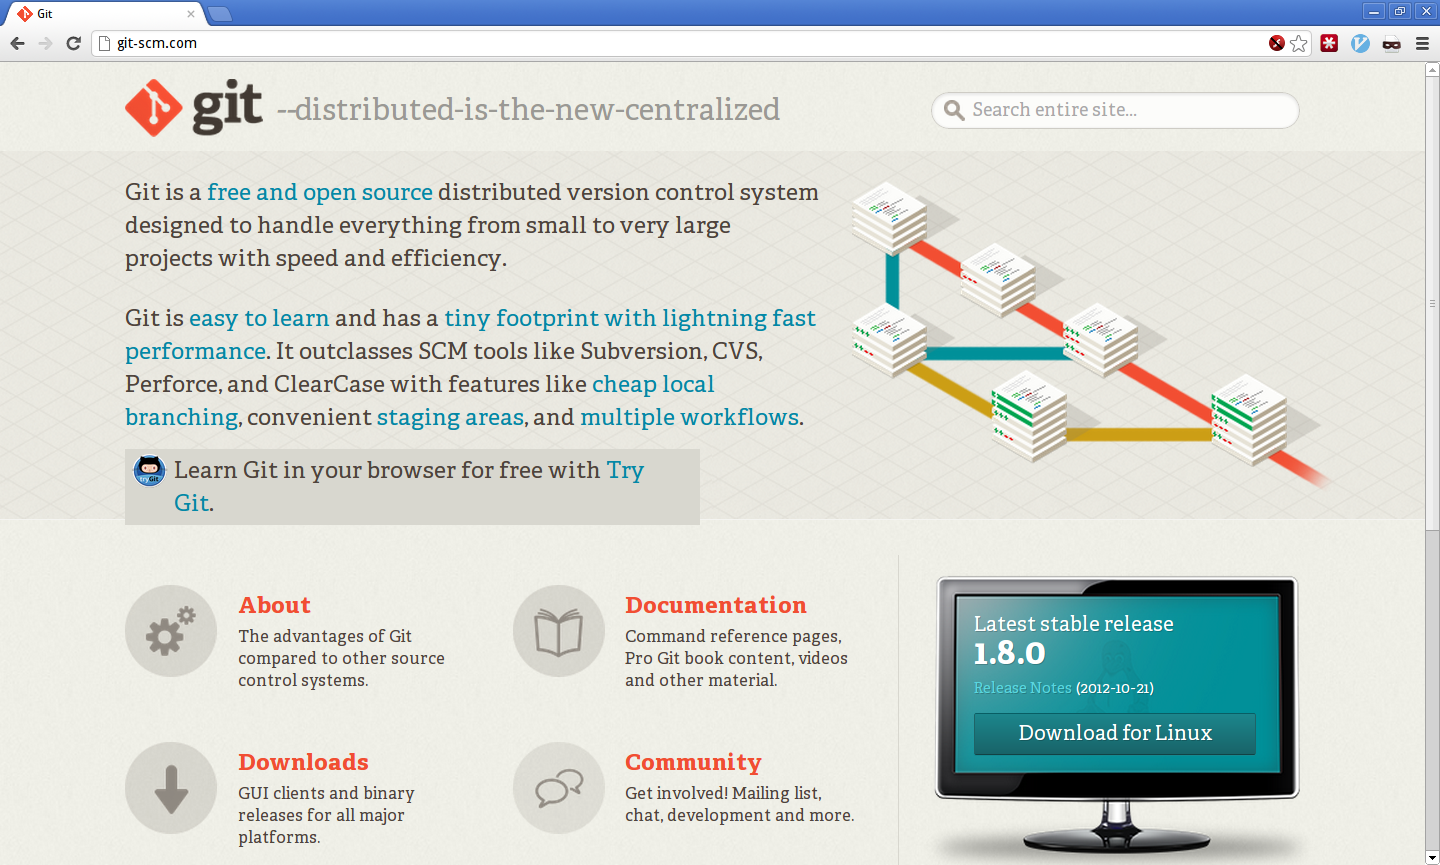 Git
git-scm.com
git --distributed-is-the-new-centralized
Search entire site...
Git is a free and open source distributed version control system
designed to handle everything from small to very large
projects with speed and efficiency.
Git is easy to learn and has a tiny footprint with lightning fast
performance. It outclasses SCM tools like Subversion, CVS,
Perforce, and ClearCase with features like cheap local
branching, convenient staging areas, and multiple workflows.
Learn Git in your browser for free with Try
Git.
About
The advantages of Git
compared to other source
control systems.
Documentation
Command reference pages,
Pro Git book content, videos
and other material.
Downloads
GUI clients and binary
releases for all major
platforms.
Community
Get involved! Mailing list,
chat, development and more.
Latest stable release
1.8.0
Release Notes (2012-10-21)
Download for Linux